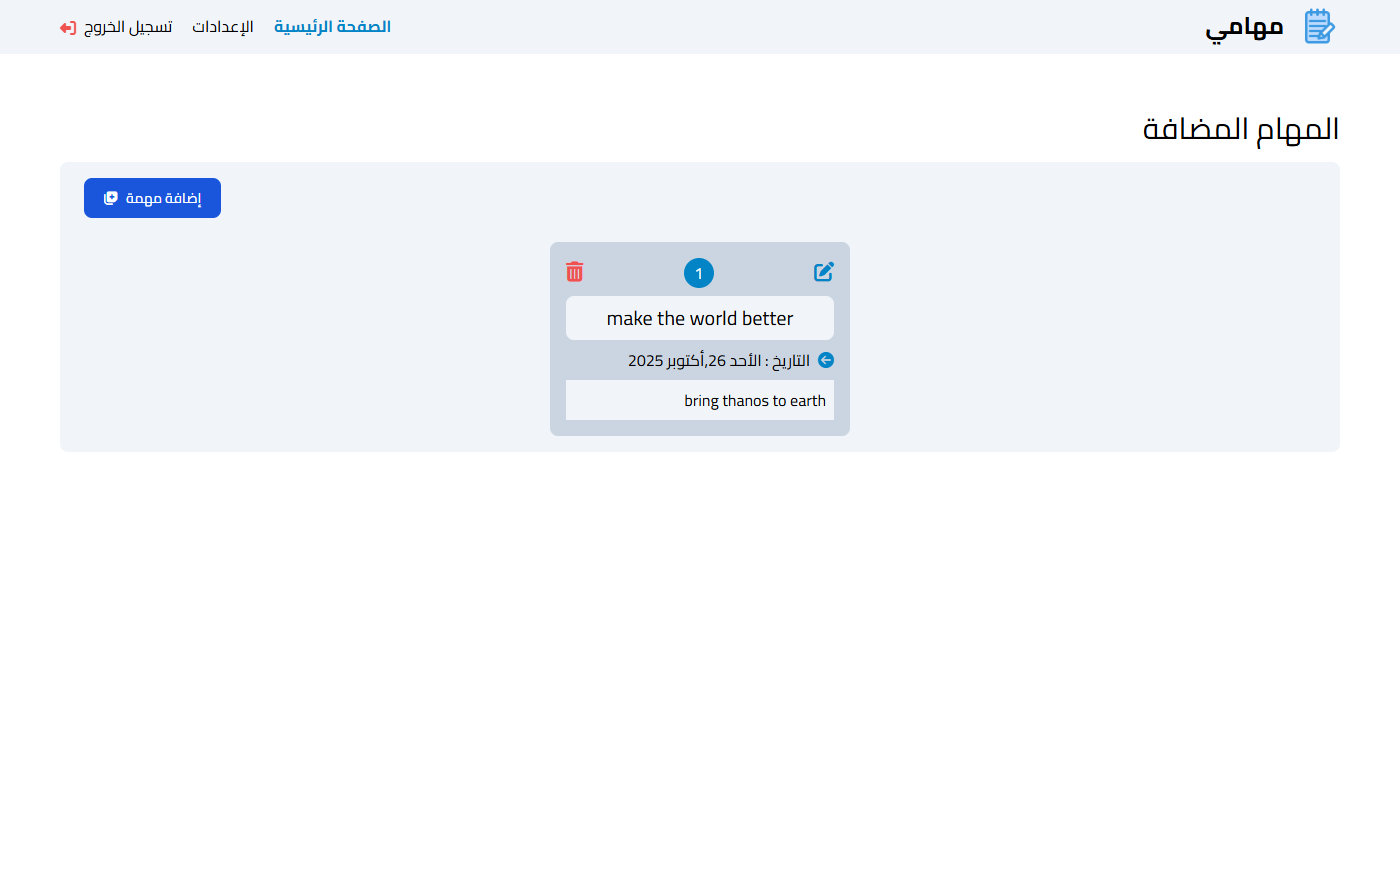 مهامي
الصفحة الرئيسية
الإعدادات
تسجيل الخروج
المهام المضافة
إضافة مهمة
1
make the world better
التاريخ : الأحد 26,أكتوبر 2025
bring thanos to earth